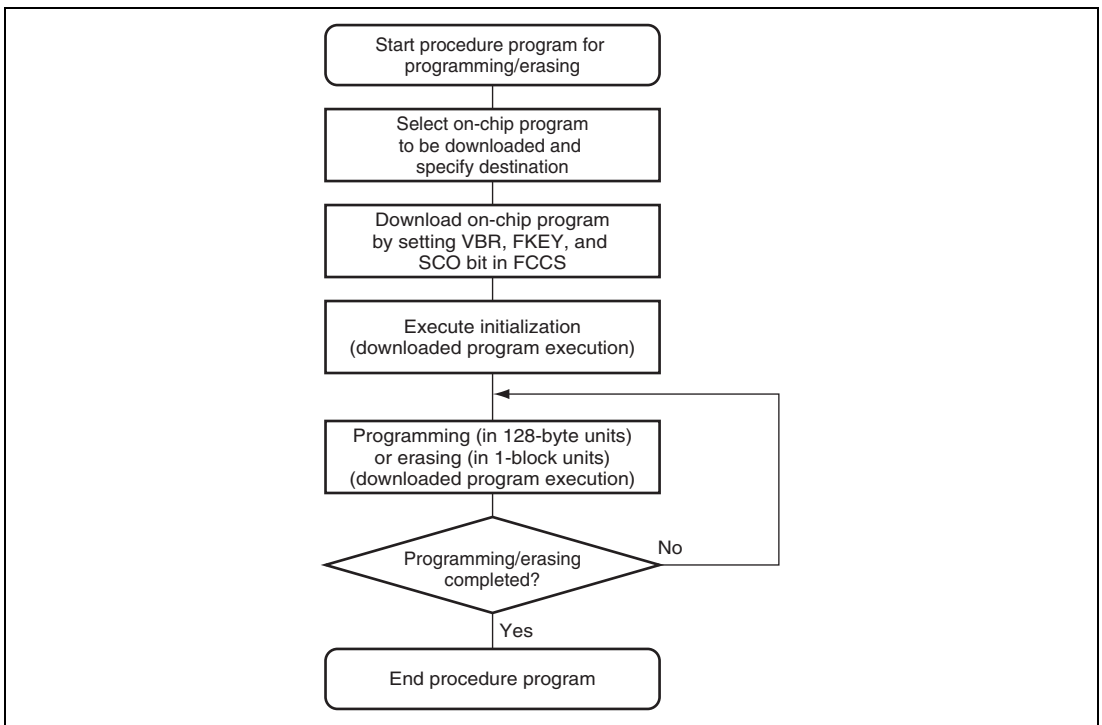 Start procedure program for
programming/erasing
Select on-chip program
to be downloaded and
specify destination
Download on-chip program
by setting VBR, FKEY, and
SCO bit in FCCS
Execute initialization
(downloaded program execution)
Programming (in 128-byte units)
or erasing (in 1-block units)
(downloaded program execution)
Programming/erasing
completed?
No
Yes
End procedure program